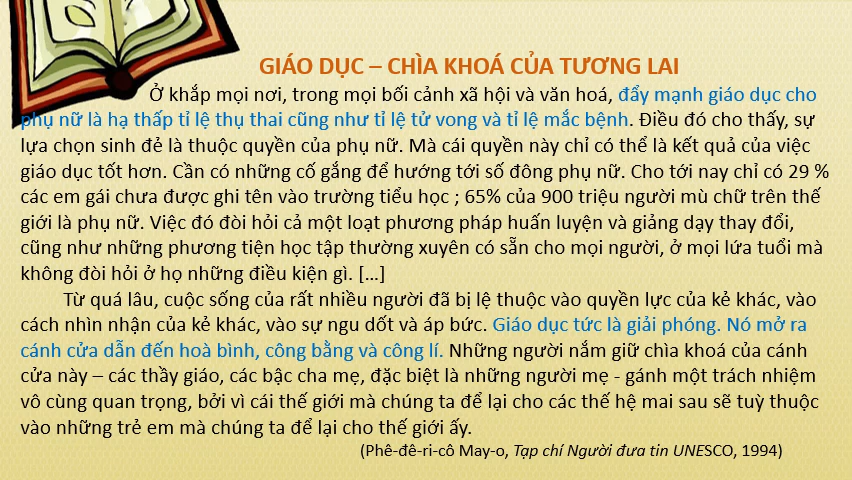 GIÁO DỤC – CHÌA KHOÁ CỦA TƯƠNG LAI
Ở khắp mọi nơi, trong mọi bối cảnh xã hội và văn hoá, đẩy mạnh giáo dục cho
phụ nữ là hạ thấp tỉ lệ thụ thai cũng như tỉ lệ tử vong và tỉ lệ mắc bệnh. Điều đó cho thấy, sự
lựa chọn sinh đẻ là thuộc quyền của phụ nữ. Mà cái quyền này chỉ có thể là kết quả của việc
giáo dục tốt hơn. Cần có những cố gắng để hướng tới số đông phụ nữ. Cho tới nay chỉ có 29 %
các em gái chưa được ghi tên vào trường tiểu học ; 65% của 900 triệu người mù chữ trên thế
giới là phụ nữ. Việc đó đòi hỏi cả một loạt phương pháp huấn luyện và giảng dạy thay đổi,
cũng như những phương tiện học tập thường xuyên có sẵn cho mọi người, ở mọi lứa tuổi mà
không đòi hỏi ở họ những điều kiện gì. [...]
Từ quá lâu, cuộc sống của rất nhiều người đã bị lệ thuộc vào quyền lực của kẻ khác, vào
cách nhìn nhận của kẻ khác, vào sự ngu dốt và áp bức. Giáo dục tức là giải phóng. Nó mở ra
cánh cửa dẫn đến hoà bình, công bằng và công lí. Những người nắm giữ chìa khoá của cánh
cửa này – các thầy giáo, các bậc cha mẹ, đặc biệt là những người mẹ - gánh một trách nhiệm
vô cùng quan trọng, bởi vì cái thế giới mà chúng ta để lại cho các thế hệ mai sau sẽ tuỳ thuộc
vào những trẻ em mà chúng ta để lại cho thế giới ấy.
(Phê-đê-ri-cô May-o, Tạp chí Người đưa tin UNESCO, 1994)